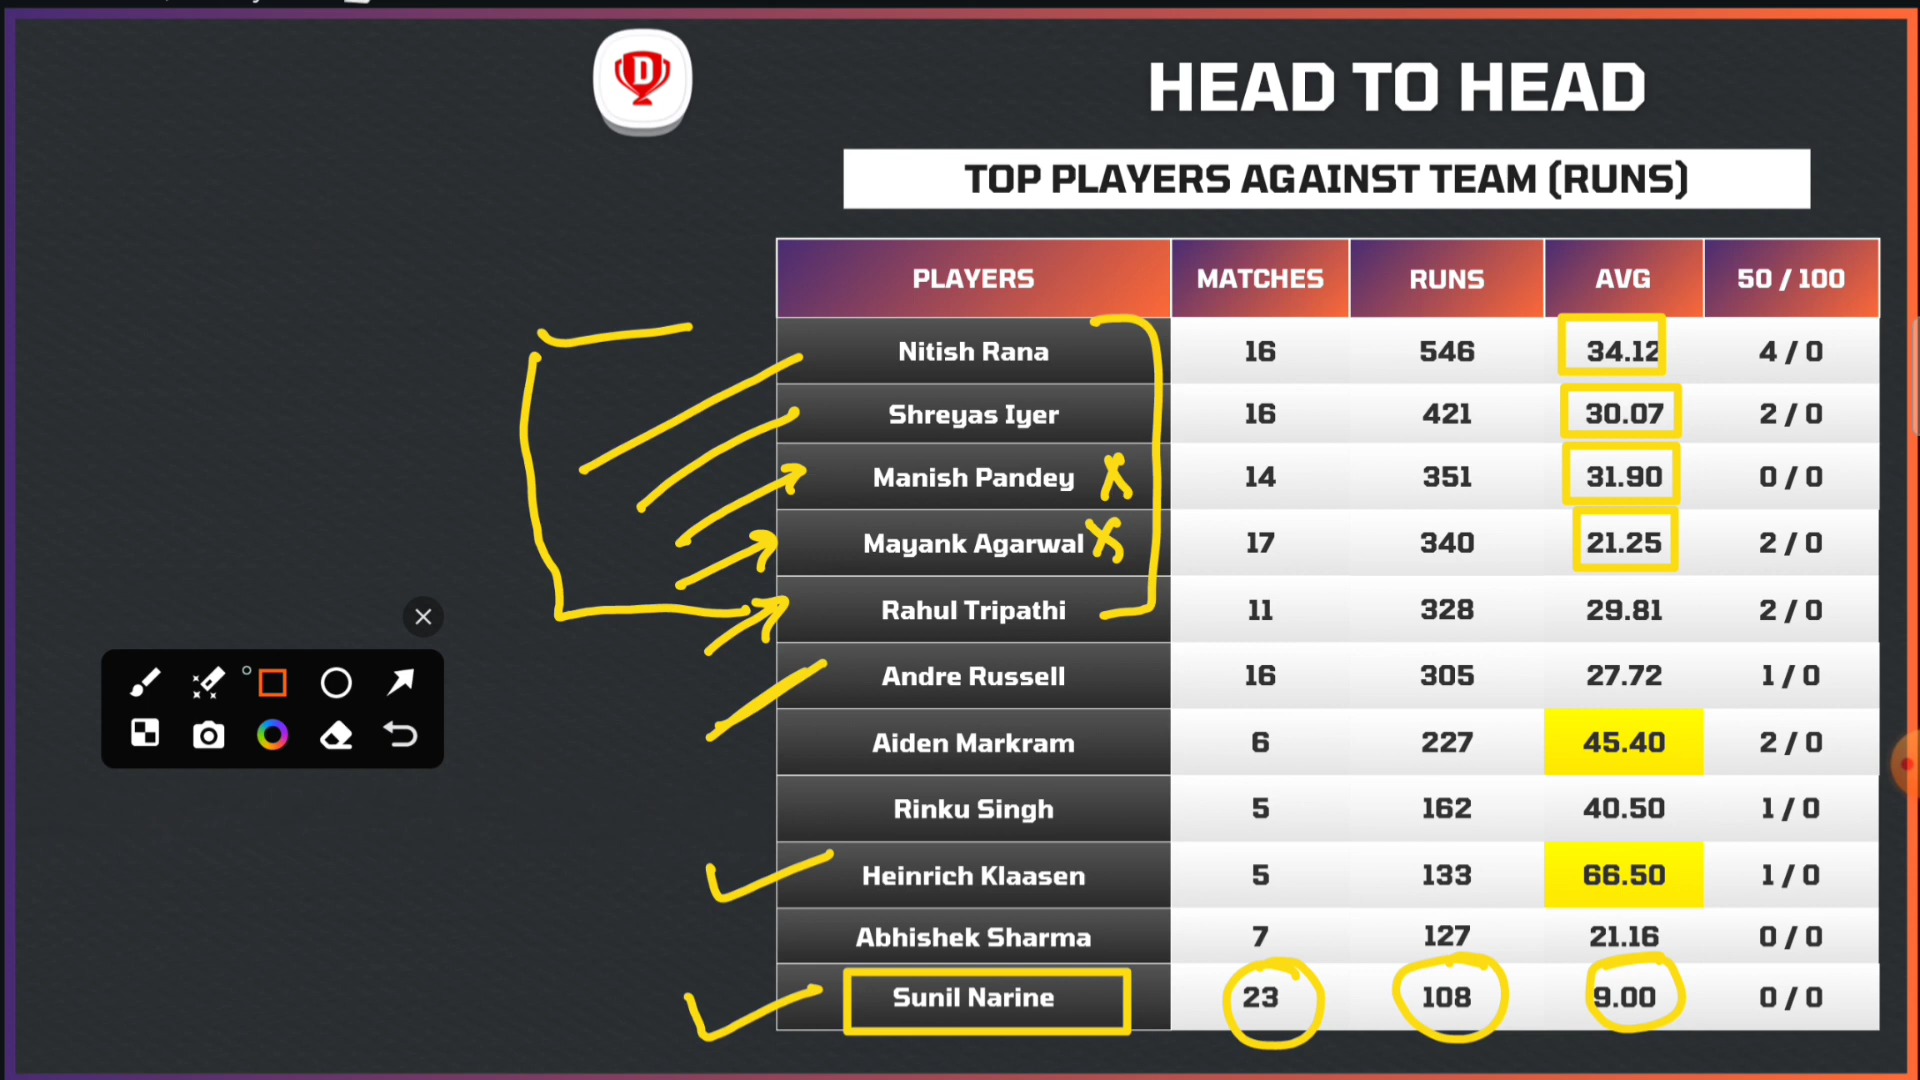 D
HEAD TO HEAD
TOP PLAYERS AGAINST TEAM (RUNS)
PLAYERS MATCHES RUNS AVG 50 / 100
Nitish Rana 16 546 34.12 4 / 0
Shreyas Iyer 16 421 30.07 2 / 0
Manish Pandey X 14 351 31.90 0 / 0
Mayank Agarwal X 17 340 21.25 2 / 0
Rahul Tripathi 11 328 29.81 2 / 0
Andre Russell 16 305 27.72 1 / 0
Aiden Markram 6 227 45.40 2 / 0
Rinku Singh 5 162 40.50 1 / 0
Heinrich Klaasen 5 133 66.50 1 / 0
Abhishek Sharma 7 127 21.16 0 / 0
Sunil Narine 23 108 9.00 0 / 0